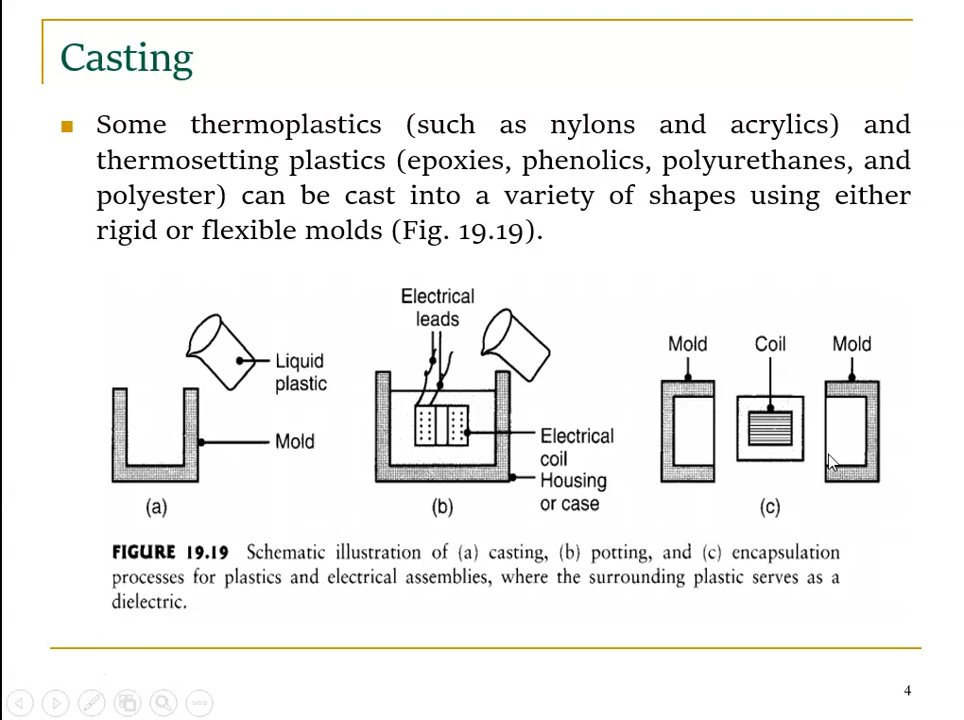 Casting
Some thermoplastics (such as nylons and acrylics) and
thermosetting plastics (epoxies, phenolics, polyurethanes, and
polyester) can be cast into a variety of shapes using either
rigid or flexible molds (Fig. 19.19).
Electrical
leads
Liquid
plastic
Mold
Electrical
coil
Housing
or case
Mold
Coil
Mold
(a)
(b)
(c)
FIGURE 19.19 Schematic illustration of (a) casting, (b) potting, and (c) encapsulation
processes for plastics and electrical assemblies, where the surrounding plastic serves as a
dielectric.
4